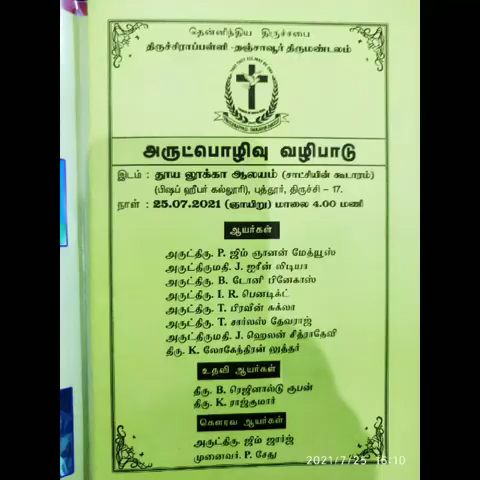 தென்னிந்திய திருச்சபை
திருச்சிராப்பள்ளி -தஞ்சாவூர் திருமண்டலம்
அருட்பொழிவு வழிபாடு
இடம் : தூய லூக்கா ஆலயம் (சாட்சியின் கூடாரம்)
(பிஷப் ஹீபர் கல்லூரி), புத்தூர், திருச்சி – 17.
நாள் : 25.07.2021 (ஞாயிறு) மாலை 4.00 மணி
ஆயர்கள்
அருட்திரு. P. ஜிம் ஞானன் மேத்யூஸ்
அருட்திருமதி. J. ஐரீன் லிடியா
அருட்திரு. B. டோனி பினேகாஸ்
அருட்திரு. I. R. பெனடிக்ட்
அருட்திரு. T. பிரவீன் சுக்லா
அருட்திரு. T. சார்லஸ் தேவராஜ்
அருட்திருமதி. J. ஹெலன் சித்ராதேவி
திரு. K. லோகேந்திரன் லுத்தர்
உதவி ஆயர்கள்
திரு. B. ரெஜினால்டு ரூபன்
திரு. K. ராஜ்குமார்
கௌரவ ஆயர்கள்
அருட்திரு. ஜிம் ஜார்ஜ்
முனைவர். P. சேது
2021/7/25 16:10